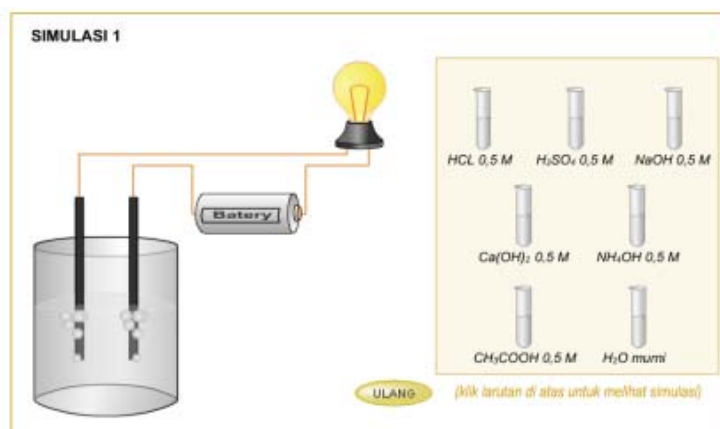 SIMULASI 1
HCL 0,5 M H₂SO₄ 0,5 M NaOH 0,5 M
Batery
Ca(OH)₂ 0,5 M NH₄OH 0,5 M
CH₃COOH 0,5 M H₂O murni
ULANG (klik larutan di atas untuk melihat simulasi)